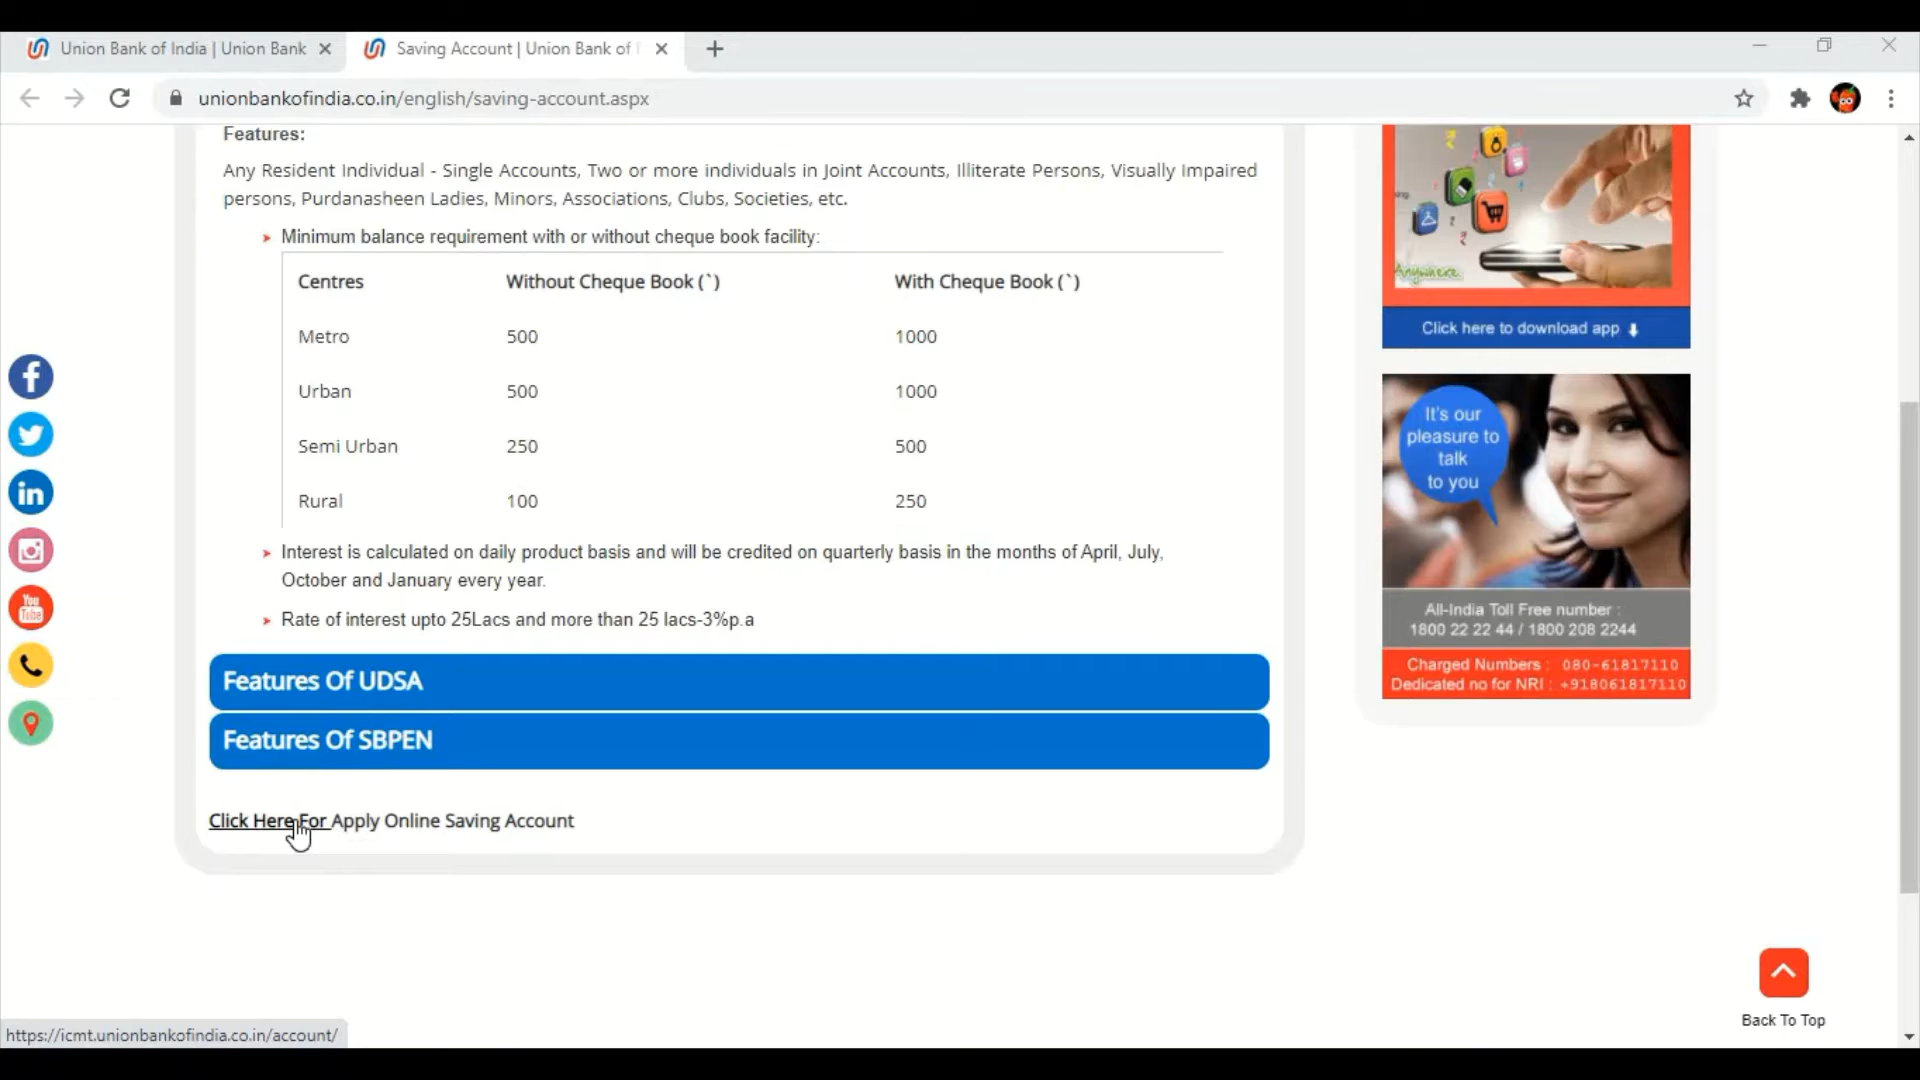 Union Bank of India | Union Bank
Saving Account | Union Bank of
unionbankofindia.co.in/english/saving-account.aspx
Features:
Any Resident Individual - Single Accounts, Two or more individuals in Joint Accounts, Illiterate Persons, Visually Impaired
persons, Purdanasheen Ladies, Minors, Associations, Clubs, Societies, etc.
Minimum balance requirement with or without cheque book facility:
Centres Without Cheque Book (`) With Cheque Book (`)
Metro 500 1000
Urban 500 1000
Semi Urban 250 500
Rural 100 250
Interest is calculated on daily product basis and will be credited on quarterly basis in the months of April, July,
October and January every year.
Rate of interest upto 25Lacs and more than 25 lacs-3%p.a
Features Of UDSA
Features Of SBPEN
Click Here For Apply Online Saving Account
Anywhere
Click here to download app
It's our
pleasure to
talk
to you
All-India Toll Free number :
1800 22 22 44 / 1800 208 2244
Charged Numbers : 080-61817110
Dedicated no for NRI : +918061817110
You
Tube
Back To Top
https://icmt.unionbankofindia.co.in/account/